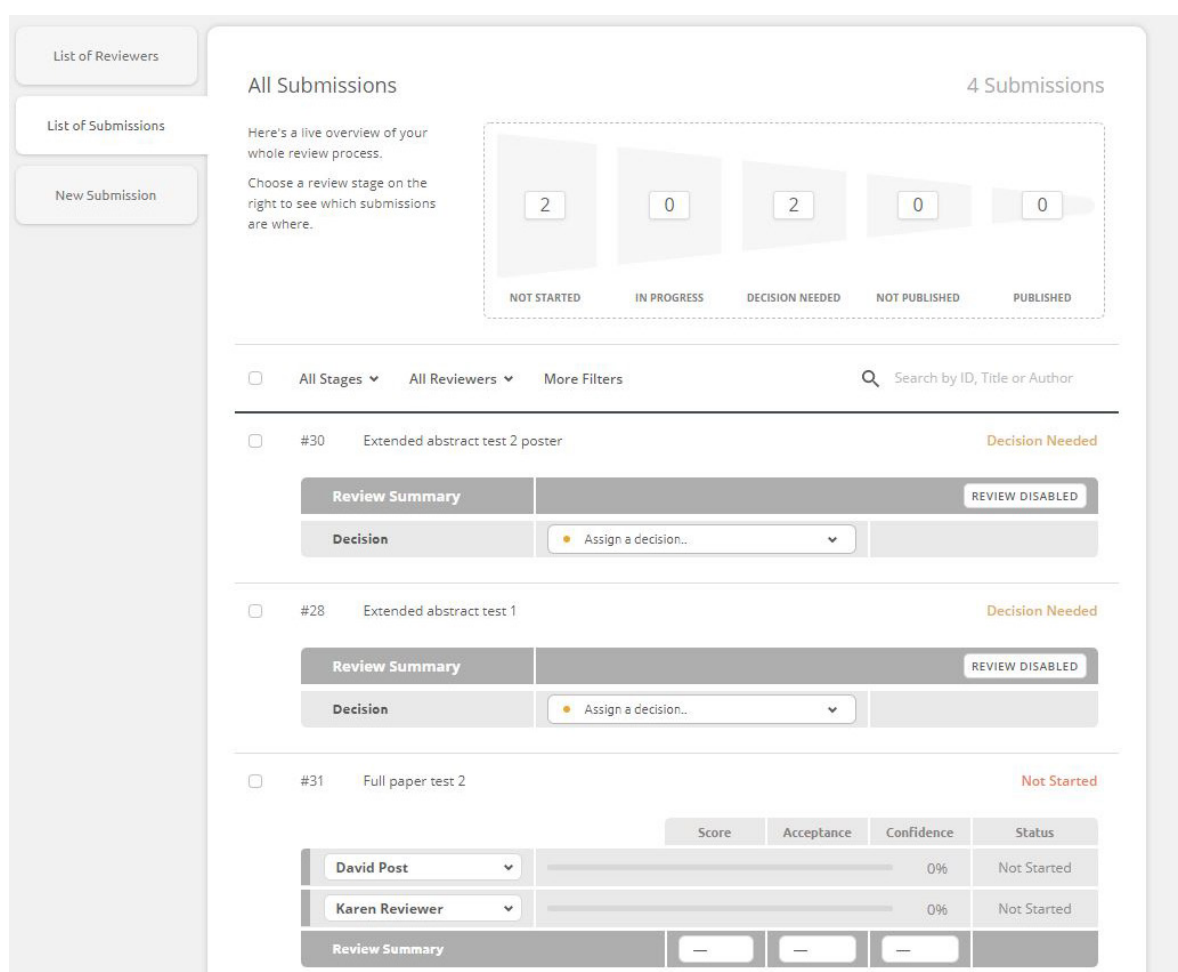 List of Reviewers
List of Submissions
New Submission
All Submissions
4 Submissions
Here's a live overview of your
whole review process.
Choose a review stage on the
right to see which submissions
are where.
2 0 2 0 0
NOT STARTED IN PROGRESS DECISION NEEDED NOT PUBLISHED PUBLISHED
All Stages All Reviewers More Filters Search by ID, Title or Author
#30 Extended abstract test 2 poster Decision Needed
Review Summary REVIEW DISABLED
Decision Assign a decision..
#28 Extended abstract test 1 Decision Needed
Review Summary REVIEW DISABLED
Decision Assign a decision..
#31 Full paper test 2 Not Started
Score Acceptance Confidence Status
David Post 0% Not Started
Karen Reviewer 0% Not Started
Review Summary — — —